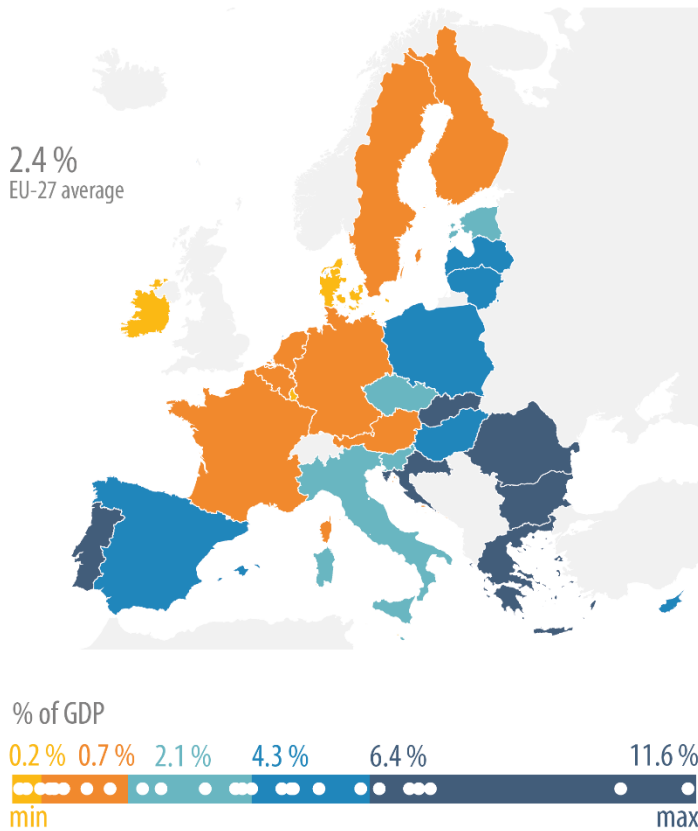 2.4 %
EU-27 average
% of GDP
0.2 % 0.7 % 2.1 % 4.3 % 6.4 % 11.6 %
min max